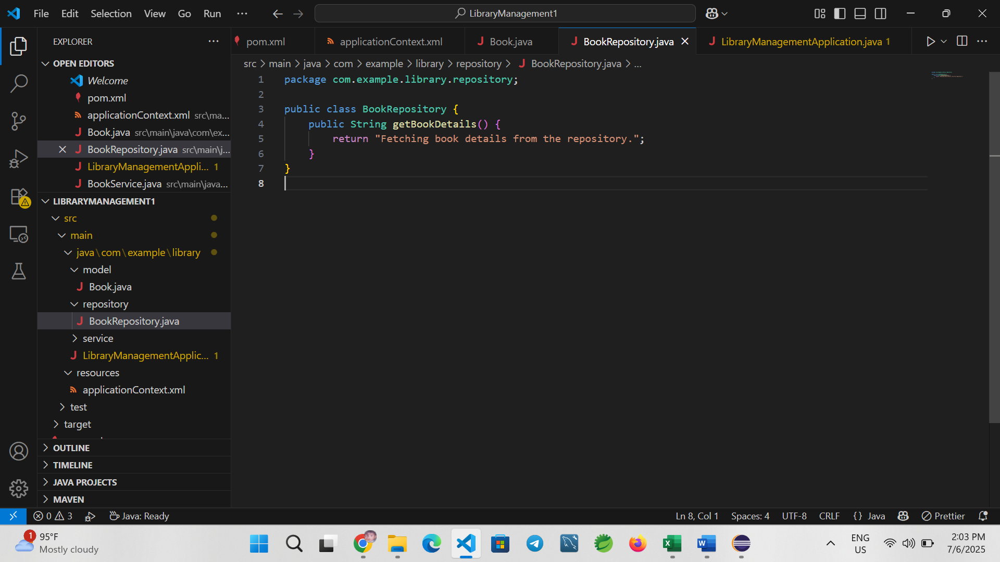 File Edit Selection View Go Run ···
LibraryManagement1
EXPLORER
OPEN EDITORS
Welcome
pom.xml
applicationContext.xml src\ma...
Book.java src\main\java\com\ex...
BookRepository.java src\main\j...
LibraryManagementAppli... 1
BookService.java src\main\java...
LIBRARYMANAGEMENT1
src
main
java\com\example\library
model
Book.java
repository
BookRepository.java
service
LibraryManagementApplic... 1
resources
applicationContext.xml
test
target
OUTLINE
TIMELINE
JAVA PROJECTS
MAVEN
pom.xml applicationContext.xml Book.java BookRepository.java LibraryManagementApplication.java 1
src > main > java > com > example > library > repository > BookRepository.java > ...
1 package com.example.library.repository;
2
3 public class BookRepository {
4 public String getBookDetails() {
5 return "Fetching book details from the repository.";
6 }
7 }
8
0 3 Java: Ready Ln 8, Col 1 Spaces: 4 UTF-8 CRLF {} Java Prettier
1 95°F
Mostly cloudy
ENG
US
2:03 PM
7/6/2025